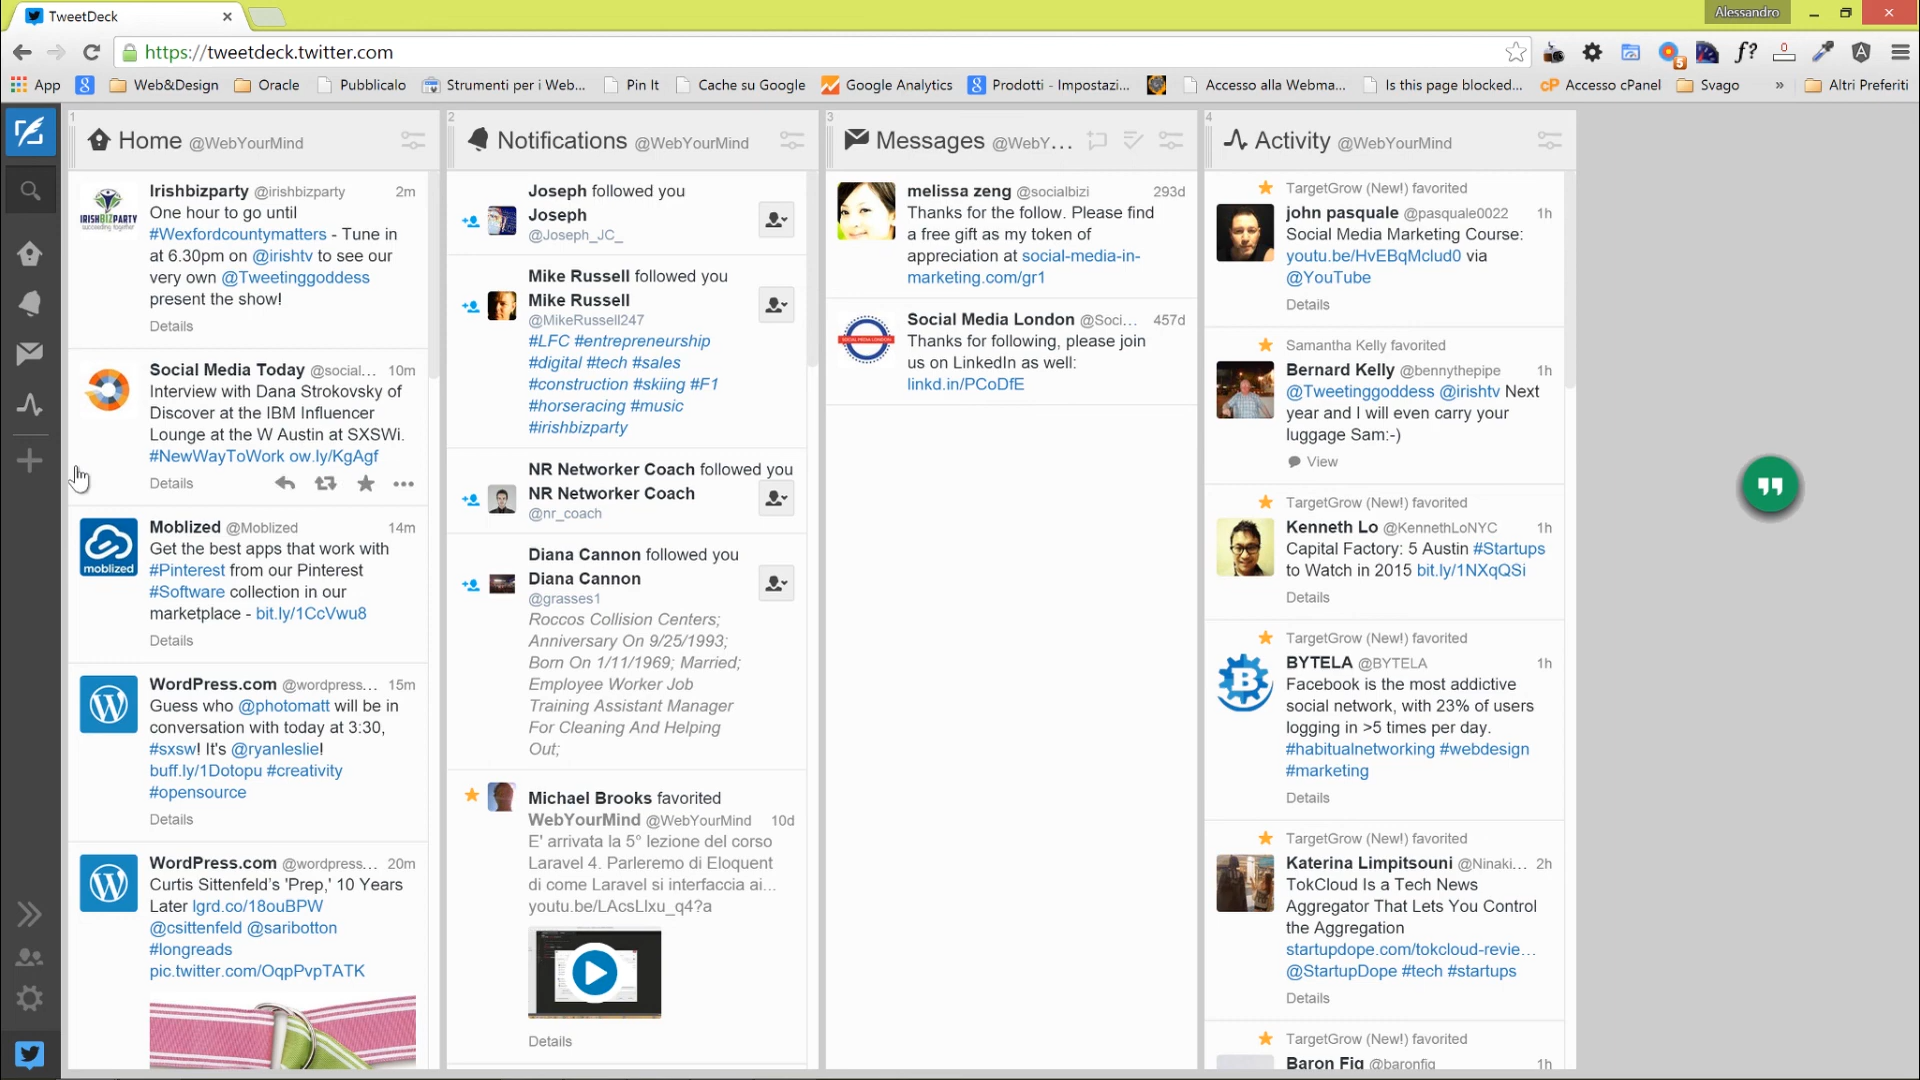 TweetDeck
Alessandro
https://tweetdeck.twitter.com
App
Web&Design
Oracle
Pubblicalo
Strumenti per i Web...
Pin It
Cache su Google
Google Analytics
Prodotti - Impostazi...
Accesso alla Webma...
Is this page blocked...
cP Accesso cPanel
Svago
»
Altri Preferiti
1
Home @WebYourMind
Irishbizparty @irishbizparty 2m
One hour to go until
#Wexfordcountymatters - Tune in
at 6.30pm on @irishtv to see our
very own @Tweetinggoddess
present the show!
Details
Social Media Today @social... 10m
Interview with Dana Strokovsky of
Discover at the IBM Influencer
Lounge at the W Austin at SXSWi.
#NewWayToWork ow.ly/KgAgf
Details
Moblized @Moblized 14m
Get the best apps that work with
#Pinterest from our Pinterest
#Software collection in our
marketplace - bit.ly/1CcVwu8
Details
WordPress.com @wordpress... 15m
Guess who @photomatt will be in
conversation with today at 3:30,
#sxsw! It's @ryanleslie!
buff.ly/1Dotopu #creativity
#opensource
Details
WordPress.com @wordpress... 20m
Curtis Sittenfeld’s 'Prep,' 10 Years
Later lgrd.co/18ouBPW
@csittenfeld @saribotton
#longreads
pic.twitter.com/OqpPvpTATK
2
Notifications @WebYourMind
Joseph followed you
Joseph
@Joseph_JC_
Mike Russell followed you
Mike Russell
@MikeRussell247
#LFC #entrepreneurship
#digital #tech #sales
#construction #skiing #F1
#horseracing #music
#irishbizparty
NR Networker Coach followed you
NR Networker Coach
@nr_coach
Diana Cannon followed you
Diana Cannon
@grasses1
Roccos Collision Centers;
Anniversary On 9/25/1993;
Born On 1/11/1969; Married;
Employee Worker Job
Training Assistant Manager
For Cleaning And Helping
Out;
Michael Brooks favorited
WebYourMind @WebYourMind 10d
E' arrivata la 5° lezione del corso
Laravel 4. Parleremo di Eloquent
di come Laravel si interfaccia ai...
youtu.be/LAcsLlxu_q4?a
Details
3
Messages @WebY...
melissa zeng @socialbizi 293d
Thanks for the follow. Please find
a free gift as my token of
appreciation at social-media-in-
marketing.com/gr1
Social Media London @Soci... 457d
Thanks for following, please join
us on LinkedIn as well:
linkd.in/PCoDfE
4
Activity @WebYourMind
TargetGrow (New!) favorited
john pasquale @pasquale0022 1h
Social Media Marketing Course:
youtu.be/HvEBqMclud0 via
@YouTube
Details
Samantha Kelly favorited
Bernard Kelly @bennythepipe 1h
@Tweetinggoddess @irishtv Next
year and I will even carry your
luggage Sam:-)
View
TargetGrow (New!) favorited
Kenneth Lo @KennethLoNYC 1h
Capital Factory: 5 Austin #Startups
to Watch in 2015 bit.ly/1NXqQSi
Details
TargetGrow (New!) favorited
BYTELA @BYTELA 1h
Facebook is the most addictive
social network, with 23% of users
logging in >5 times per day.
#habitualnetworking #webdesign
#marketing
Details
TargetGrow (New!) favorited
Katerina Limpitsouni @Ninaki... 2h
TokCloud Is a Tech News
Aggregator That Lets You Control
the Aggregation
startupdope.com/tokcloud-revie...
@StartupDope #tech #startups
Details
TargetGrow (New!) favorited
Baron Fig @baronfig 1h